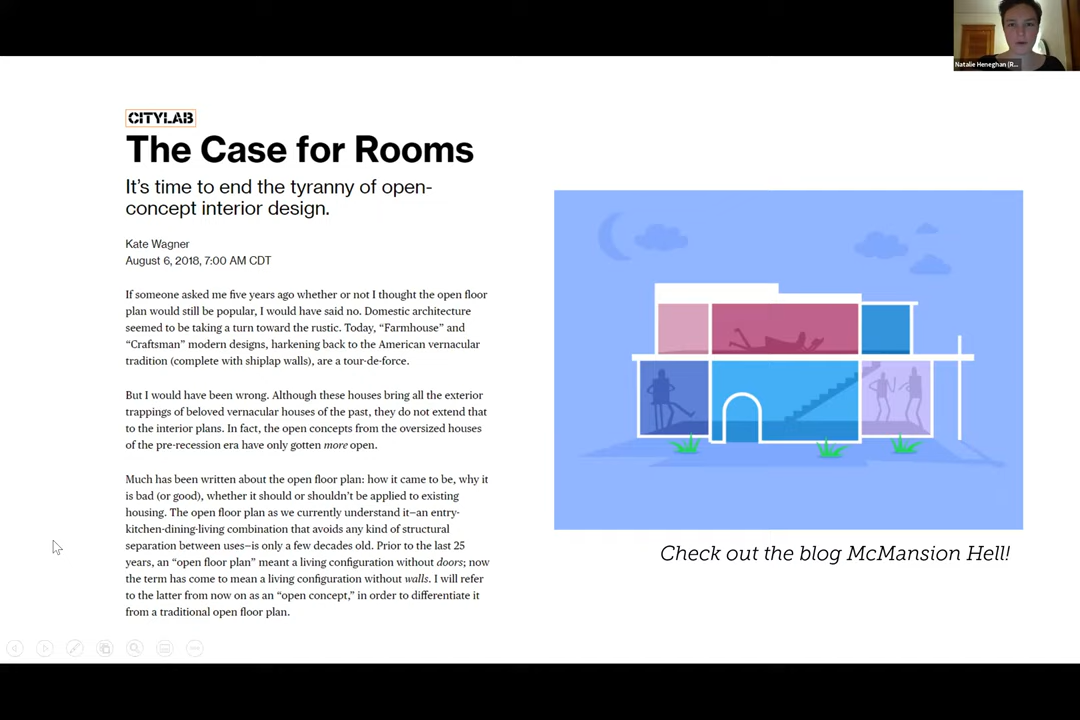 Natalie Heneghan (R...
CITYLAB
The Case for Rooms
It's time to end the tyranny of open-
concept interior design.
Kate Wagner
August 6, 2018, 7:00 AM CDT
If someone asked me five years ago whether or not I thought the open floor
plan would still be popular, I would have said no. Domestic architecture
seemed to be taking a turn toward the rustic. Today, “Farmhouse” and
“Craftsman” modern designs, harkening back to the American vernacular
tradition (complete with shiplap walls), are a tour-de-force.
But I would have been wrong. Although these houses bring all the exterior
trappings of beloved vernacular houses of the past, they do not extend that
to the interior plans. In fact, the open concepts from the oversized houses
of the pre-recession era have only gotten more open.
Much has been written about the open floor plan: how it came to be, why it
is bad (or good), whether it should or shouldn't be applied to existing
housing. The open floor plan as we currently understand it—an entry-
kitchen-dining-living combination that avoids any kind of structural
separation between uses—is only a few decades old. Prior to the last 25
years, an “open floor plan” meant a living configuration without doors; now
the term has come to mean a living configuration without walls. I will refer
to the latter from now on as an “open concept,” in order to differentiate it
from a traditional open floor plan.
Check out the blog McMansion Hell!